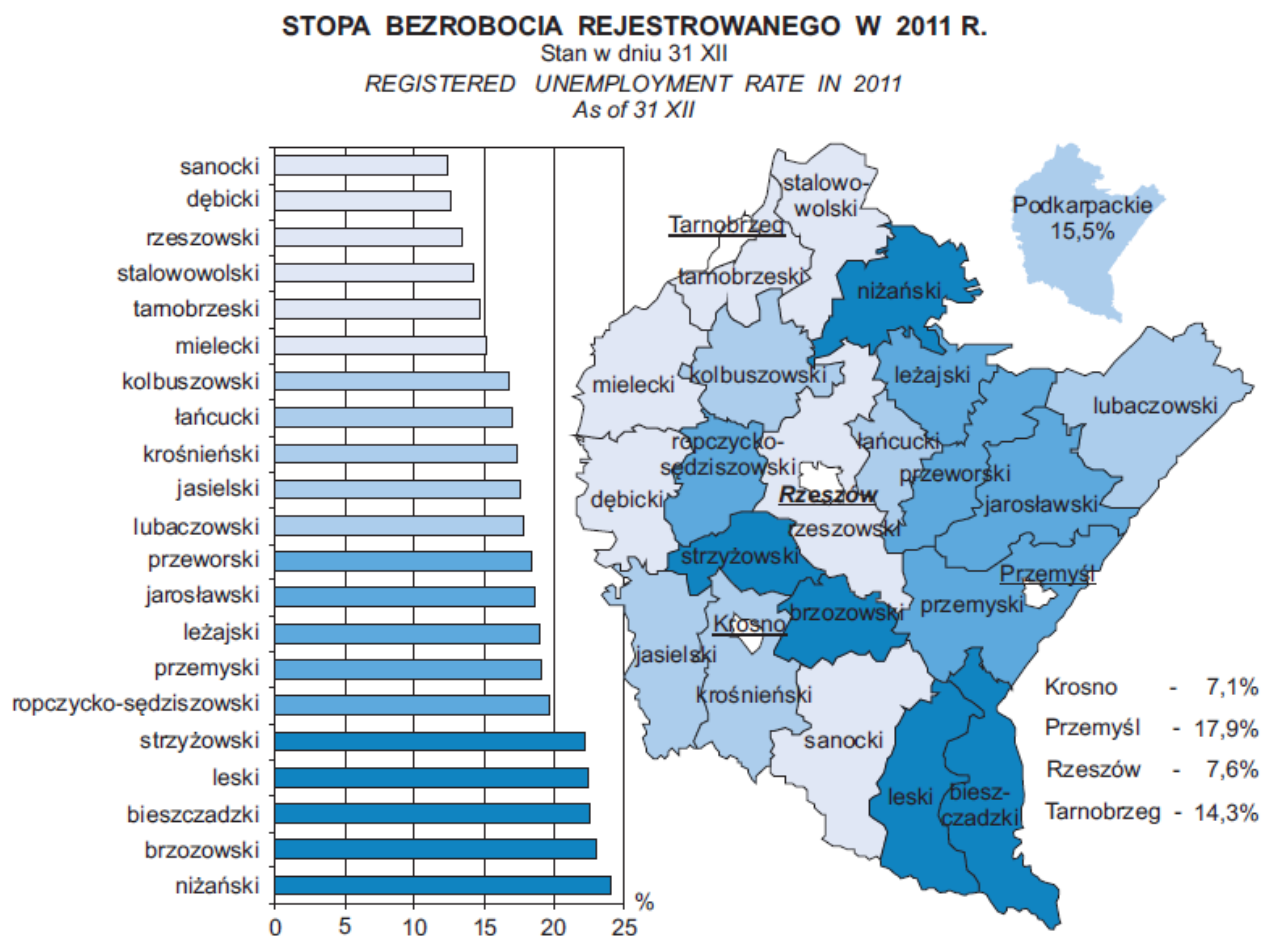 STOPA BEZROBOCIA REJESTROWANEGO W 2011 R.
Stan w dniu 31 XII
REGISTERED UNEMPLOYMENT RATE IN 2011
As of 31 XII
sanocki
dębicki
rzeszowski
stalowowolski
tarnobrzeski
mielecki
kolbuszowski
łańcucki
krośnieński
jasielski
lubaczowski
przeworski
jarosławski
leżajski
przemyski
ropczycko-sędziszowski
strzyżowski
leski
bieszczadzki
brzozowski
niżański
0 5 10 15 20 25
%
stalowo-
wolski
Tarnobrzeg
tarnobrzeski
niżański
mielecki
kolbuszowski
leżajski
lubaczowski
ropczycko-
sędziszowski
łańcucki
przeworski
dębicki
Rzeszów
jarosławski
rzeszowski
strzyżowski
Przemyśl
przemyski
brzozowski
Krosno
jasielski
krośnieński
sanocki
leski
biesz-
czadzki
Podkarpackie
15,5%
Krosno - 7,1%
Przemyśl - 17,9%
Rzeszów - 7,6%
Tarnobrzeg - 14,3%